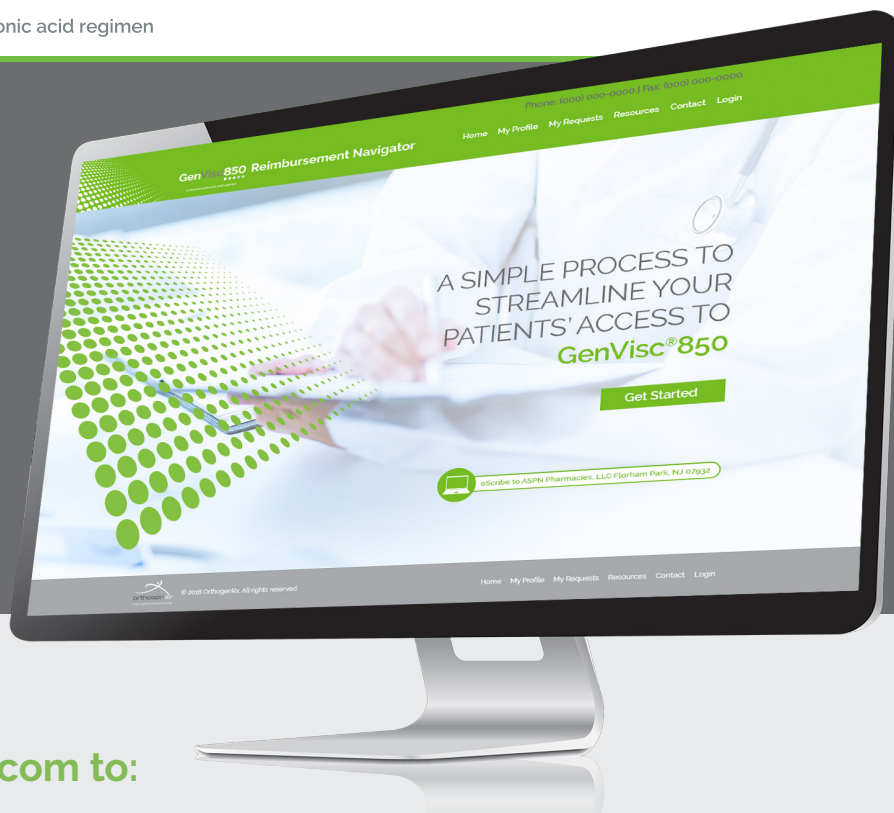 onic acid regimen
Phone: (000) 000-0000 | Fax: (000) 000-0000
Home My Profile My Requests Resources Contact Login
GenVisc 850 Reimbursement Navigator
A SIMPLE PROCESS TO
STREAMLINE YOUR
PATIENTS’ ACCESS TO
GenVisc®850
Get Started
eScribe to ASPN Pharmacies, LLC Florham Park, NJ 07932
orthogenrx
© 2018 OrthogenRx, All rights reserved
Home My Profile My Requests Resources Contact Login
com to: